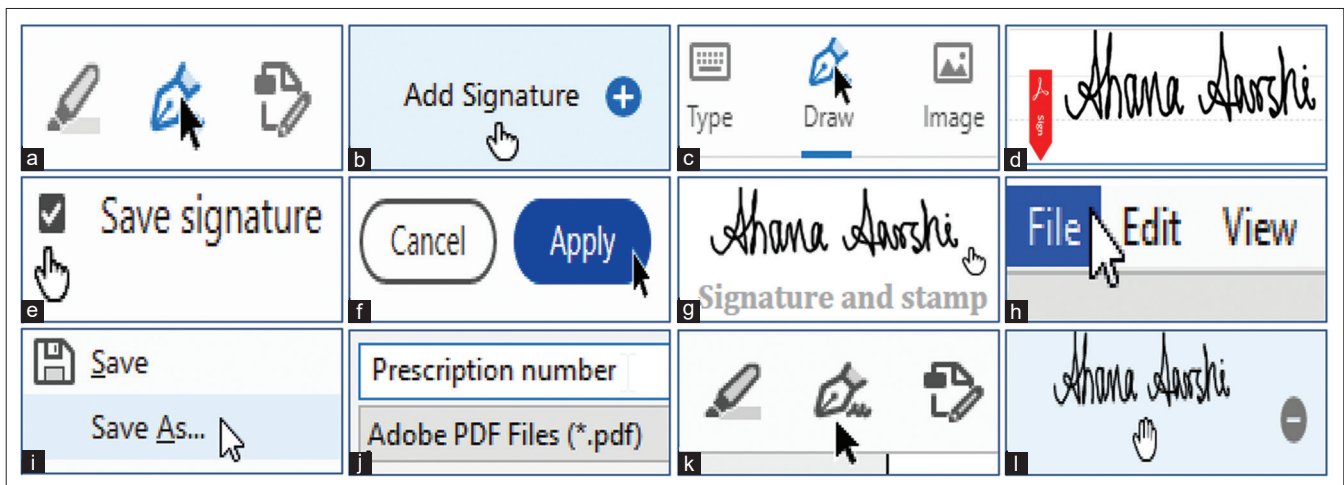 a
Add Signature
b
Type Draw Image
c
Sign
Ahana Aarshi
d
Save signature
e
Cancel Apply
f
Ahana Aarshi
Signature and stamp
g
File Edit View
h
Save
Save As...
i
Prescription number
Adobe PDF Files (*.pdf)
j
k
Ahana Aarshi
l